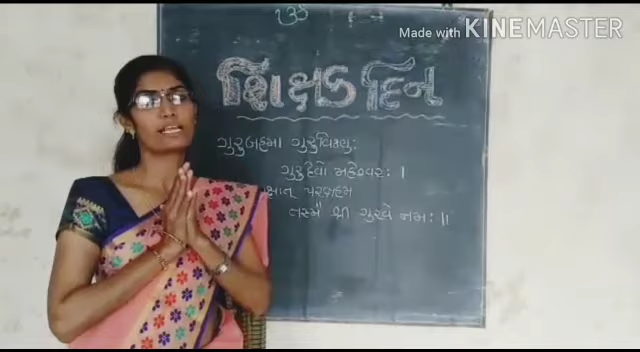 ૐ
Made with KINEMASTER
શિક્ષક દિન
ગુરુબ્રહ્મા ગુરુવિષ્ણુઃ
ગુરુદેવો મહેશ્વરઃ ।
ક્ષાત્ પરબ્રહ્મ
તસ્મૈ શ્રી ગુરવે નમઃ ॥